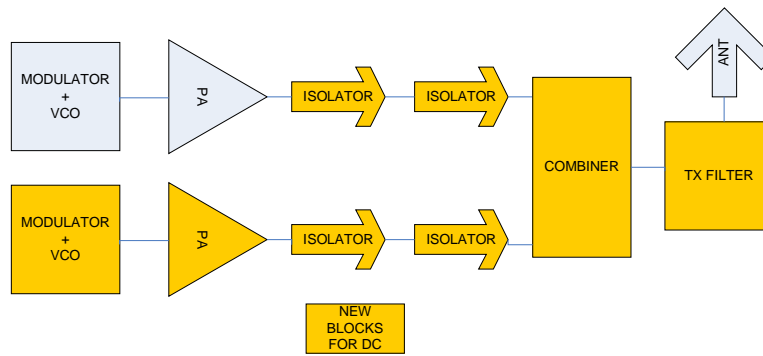 MODULATOR
+
VCO
PA
ISOLATOR
ISOLATOR
COMBINER
TX FILTER
ANT
MODULATOR
+
VCO
PA
ISOLATOR
ISOLATOR
NEW
BLOCKS
FOR DC